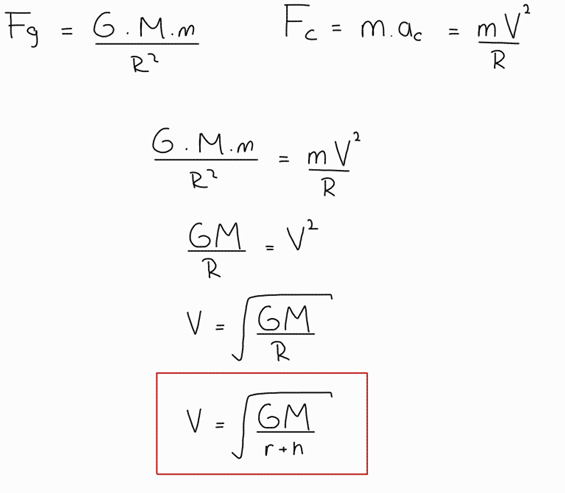 Fg = G . M . m / R² Fc = m . ac = mV² / R
G . M . m / R² = mV² / R
GM / R = V²
V = √GM / R
V = √GM / r + h